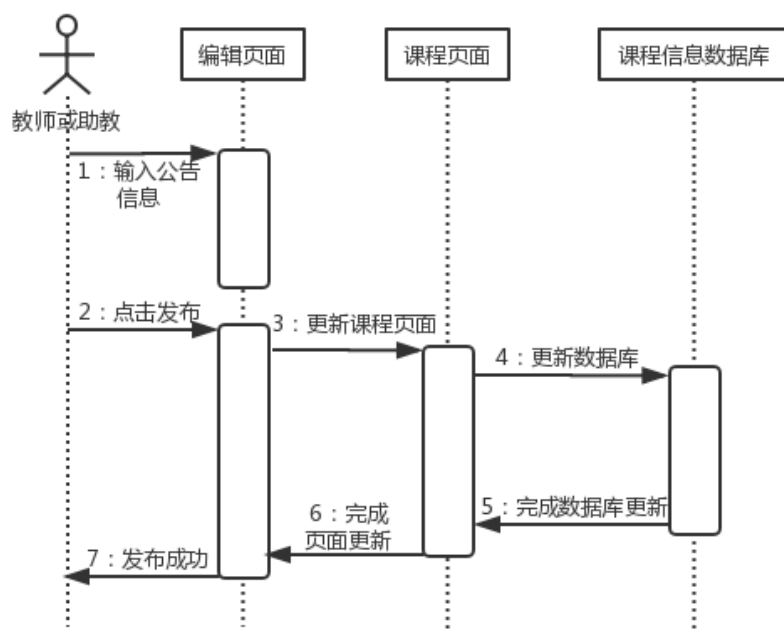 编辑页面
课程页面
课程信息数据库
教师或助教
1：输入公告
信息
2：点击发布
3：更新课程页面
4：更新数据库
5：完成数据库更新
6：完成
页面更新
7：发布成功